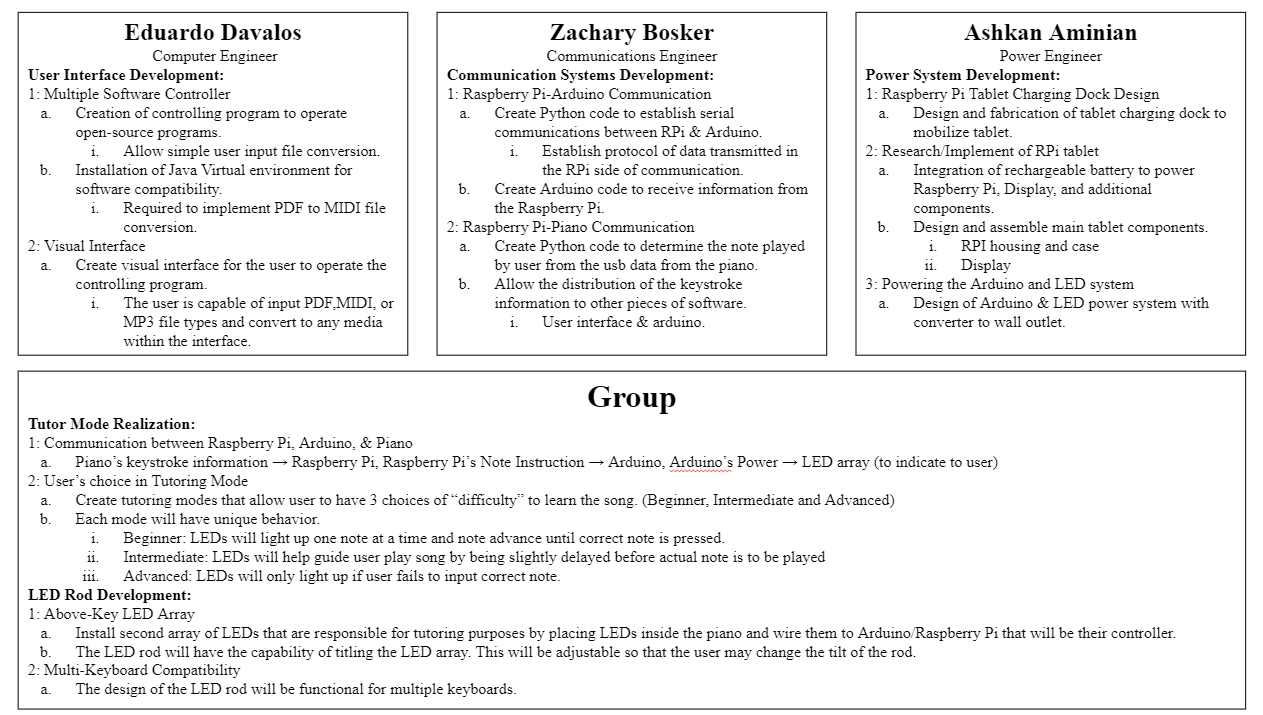 Eduardo Davalos
Computer Engineer
User Interface Development:
1: Multiple Software Controller
a. Creation of controlling program to operate
open-source programs.
i. Allow simple user input file conversion.
b. Installation of Java Virtual environment for
software compatibility.
i. Required to implement PDF to MIDI file
conversion.
2: Visual Interface
a. Create visual interface for the user to operate the
controlling program.
i. The user is capable of input PDF,MIDI, or
MP3 file types and convert to any media
within the interface.
Zachary Bosker
Communications Engineer
Communication Systems Development:
1: Raspberry Pi-Arduino Communication
a. Create Python code to establish serial
communications between RPi & Arduino.
i. Establish protocol of data transmitted in
the RPi side of communication.
b. Create Arduino code to receive information from
the Raspberry Pi.
2: Raspberry Pi-Piano Communication
a. Create Python code to determine the note played
by user from the usb data from the piano.
b. Allow the distribution of the keystroke
information to other pieces of software.
i. User interface & arduino.
Ashkan Aminian
Power Engineer
Power System Development:
1: Raspberry Pi Tablet Charging Dock Design
a. Design and fabrication of tablet charging dock to
mobilize tablet.
2: Research/Implement of RPi tablet
a. Integration of rechargeable battery to power
Raspberry Pi, Display, and additional
components.
b. Design and assemble main tablet components.
i. RPI housing and case
ii. Display
3: Powering the Arduino and LED system
a. Design of Arduino & LED power system with
converter to wall outlet.
Group
Tutor Mode Realization:
1: Communication between Raspberry Pi, Arduino, & Piano
a. Piano's keystroke information → Raspberry Pi, Raspberry Pi's Note Instruction → Arduino, Arduino's Power → LED array (to indicate to user)
2: User's choice in Tutoring Mode
a. Create tutoring modes that allow user to have 3 choices of “difficulty” to learn the song. (Beginner, Intermediate and Advanced)
b. Each mode will have unique behavior.
i. Beginner: LEDs will light up one note at a time and note advance until correct note is pressed.
ii. Intermediate: LEDs will help guide user play song by being slightly delayed before actual note is to be played
iii. Advanced: LEDs will only light up if user fails to input correct note.
LED Rod Development:
1: Above-Key LED Array
a. Install second array of LEDs that are responsible for tutoring purposes by placing LEDs inside the piano and wire them to Arduino/Raspberry Pi that will be their controller.
b. The LED rod will have the capability of titling the LED array. This will be adjustable so that the user may change the tilt of the rod.
2: Multi-Keyboard Compatibility
a. The design of the LED rod will be functional for multiple keyboards.